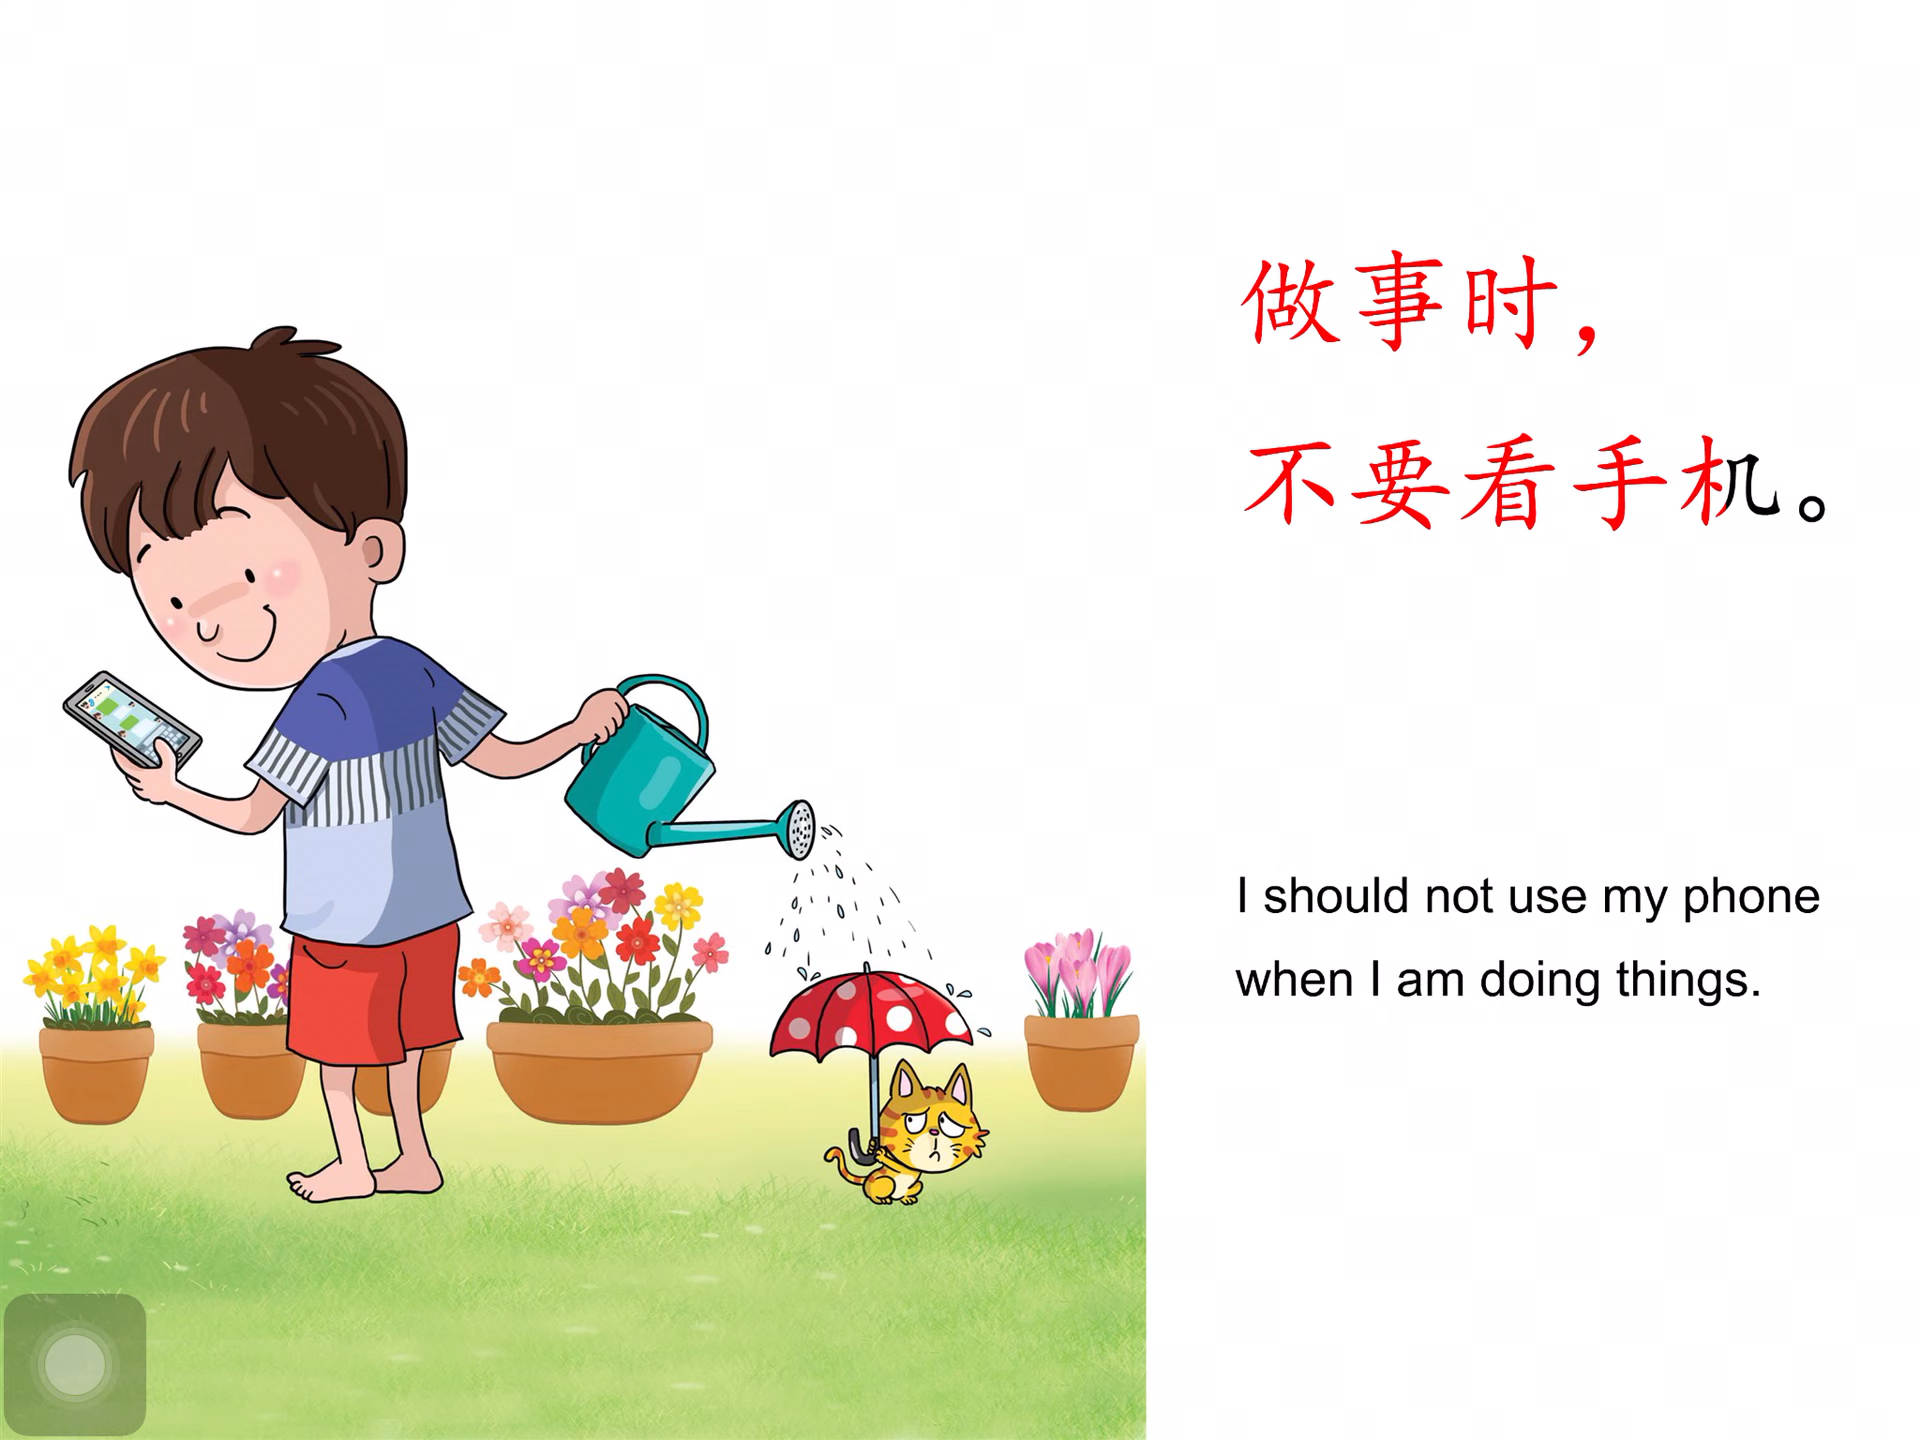 做事时，
不要看手机。
I should not use my phone
when I am doing things.